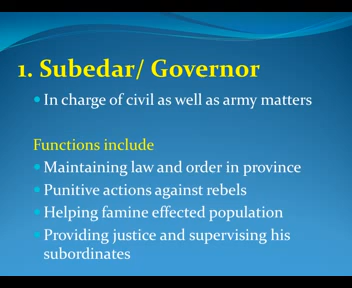 1. Subedar/ Governor
In charge of civil as well as army matters
Functions include
Maintaining law and order in province
Punitive actions against rebels
Helping famine effected population
Providing justice and supervising his
subordinates